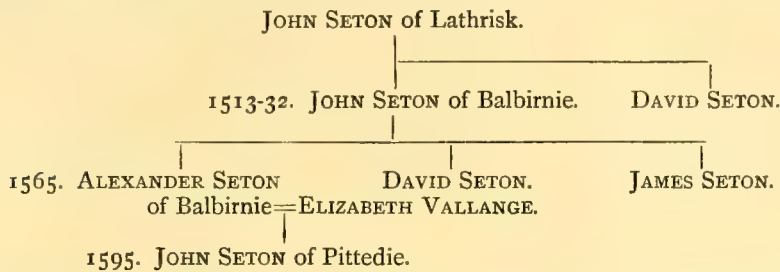 JOHN SETON of Lathrisk.
1513-32. JOHN SETON of Balbirnie. DAVID SETON.
1565. ALEXANDER SETON DAVID SETON. JAMES SETON.
of Balbirnie=ELIZABETH VALLANGE.
1595. JOHN SETON of Pittedie.